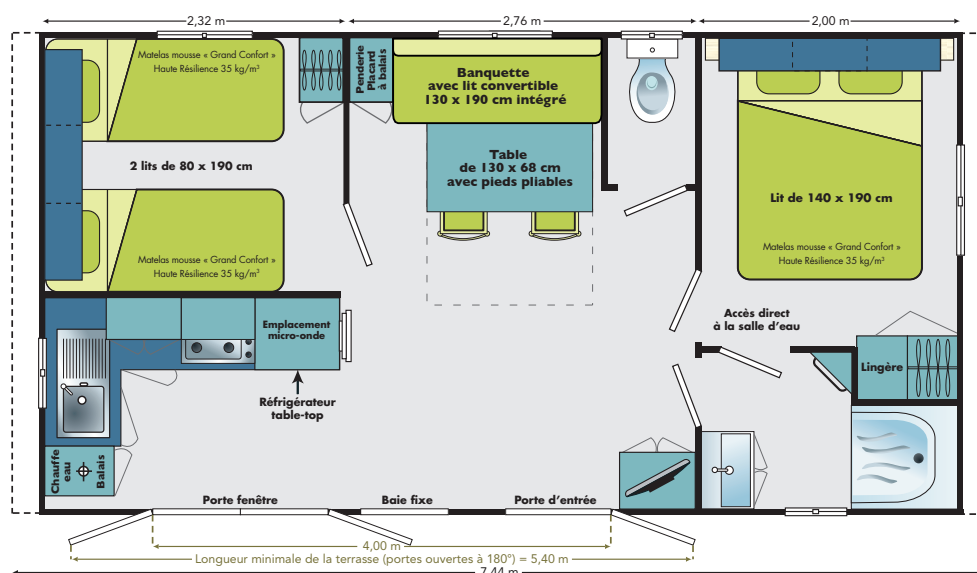 2,32 m
2,76 m
2,00 m
Matelas mousse « Grand Confort »
Haute Résilience 35 kg/m³
Penderie
Placard
à balais
Banquette
avec lit convertible
130 x 190 cm intégré
2 lits de 80 x 190 cm
Table
de 130 x 68 cm
avec pieds pliables
Lit de 140 x 190 cm
Matelas mousse « Grand Confort »
Haute Résilience 35 kg/m³
Matelas mousse « Grand Confort »
Haute Résilience 35 kg/m³
Emplacement
micro-onde
Accès direct
à la salle d'eau
Lingère
Réfrigérateur
table-top
Chauffe
eau
Balais
Porte fenêtre
Baie fixe
Porte d'entrée
4,00 m
Longueur minimale de la terrasse (portes ouvertes à 180°) = 5,40 m
7,44 m